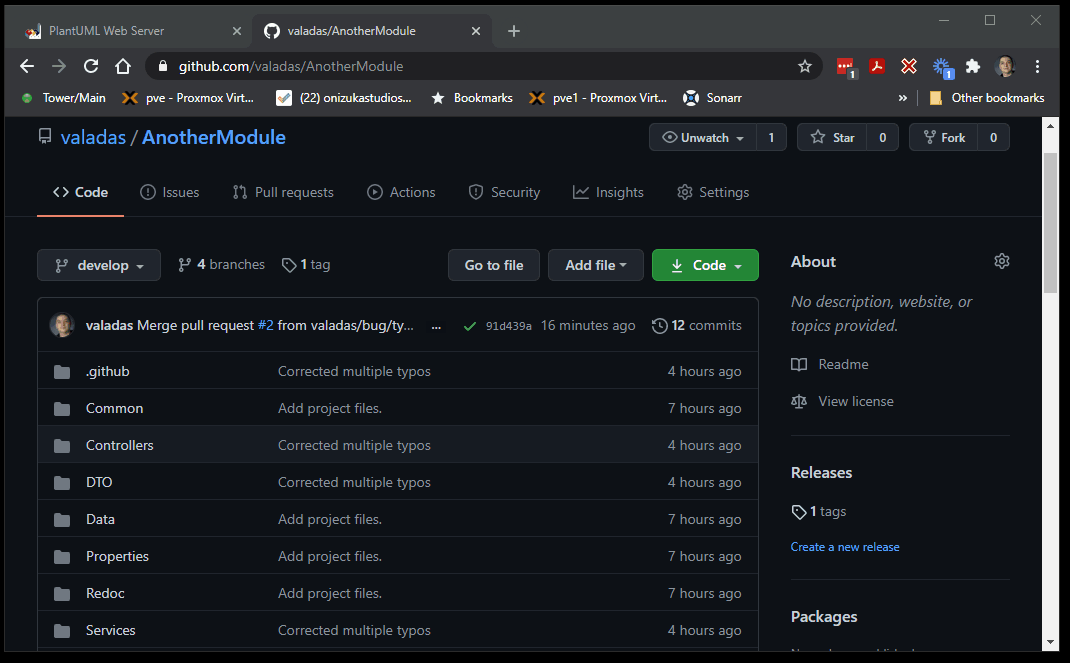 PlantUML Web Server
valadas/AnotherModule
github.com/valadas/AnotherModule
1
1
Tower/Main
pve - Proxmox Virt...
(22) onizukastudios...
Bookmarks
pve1 - Proxmox Virt...
Sonarr
»
Other bookmarks
valadas / AnotherModule
Unwatch 1
Star 0
Fork 0
Code
Issues
Pull requests
Actions
Security
Insights
Settings
develop
4 branches
1 tag
Go to file
Add file
Code
valadas Merge pull request #2 from valadas/bug/ty... ... 91d439a 16 minutes ago 12 commits
.github Corrected multiple typos 4 hours ago
Common Add project files. 7 hours ago
Controllers Corrected multiple typos 4 hours ago
DTO Corrected multiple typos 4 hours ago
Data Add project files. 7 hours ago
Properties Add project files. 7 hours ago
Redoc Add project files. 7 hours ago
Services Corrected multiple typos 4 hours ago
About
No description, website, or
topics provided.
Readme
View license
Releases
1 tags
Create a new release
Packages